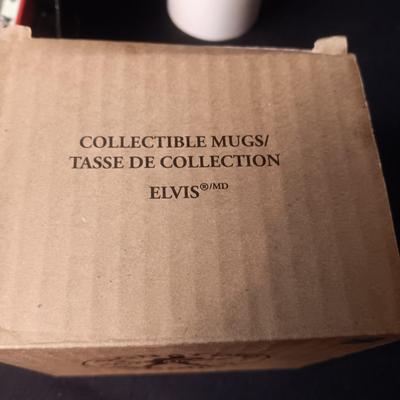 COLLECTIBLE MUGS/
TASSE DE COLLECTION
ELVIS®/MD